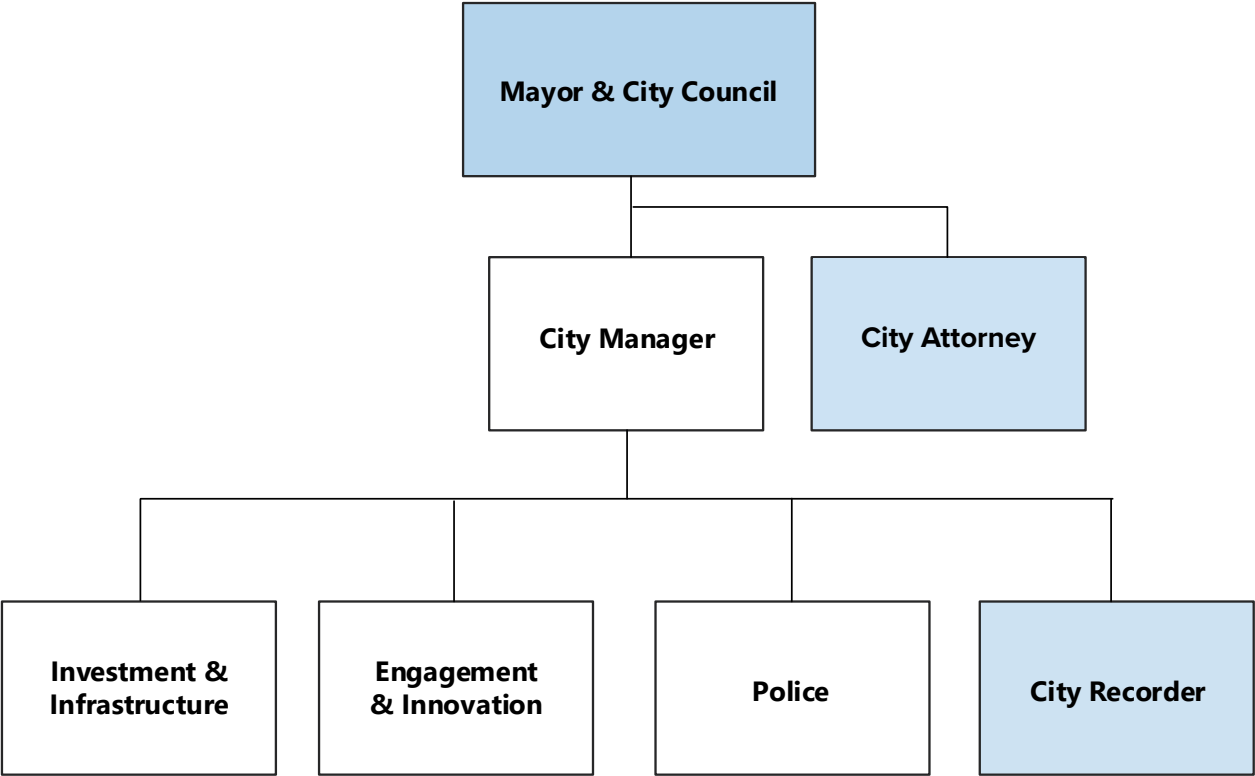 Mayor & City Council
City Manager
City Attorney
Investment &
Infrastructure
Engagement
& Innovation
Police
City Recorder